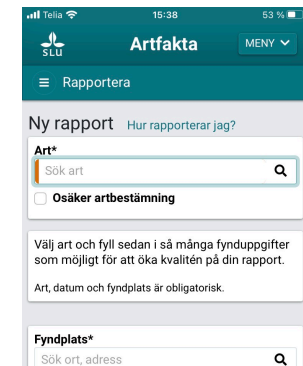 Telia 15:38 53 %
SLU Artfakta MENY
Rapportera
Ny rapport Hur rapporterar jag?
Art*
Sök art
Osäker artbestämning
Välj art och fyll sedan i så många fynduppgifter
som möjligt för att öka kvalitén på din rapport.
Art, datum och fyndplats är obligatorisk.
Fyndplats*
Sök ort, adress